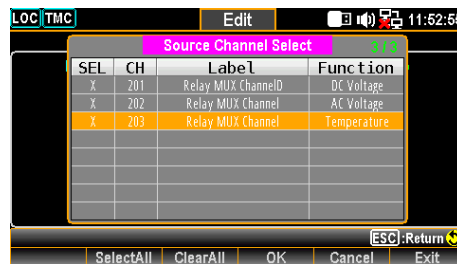 LOC TMC Edit 11:52:5
Source Channel Select 3/3
SEL CH Label Function
X 201 Relay MUX ChannelD DC Voltage
X 202 Relay MUX Channel AC Voltage
X 203 Relay MUX Channel Temperature
ESC :Return
SelectAll ClearAll OK Cancel Exit